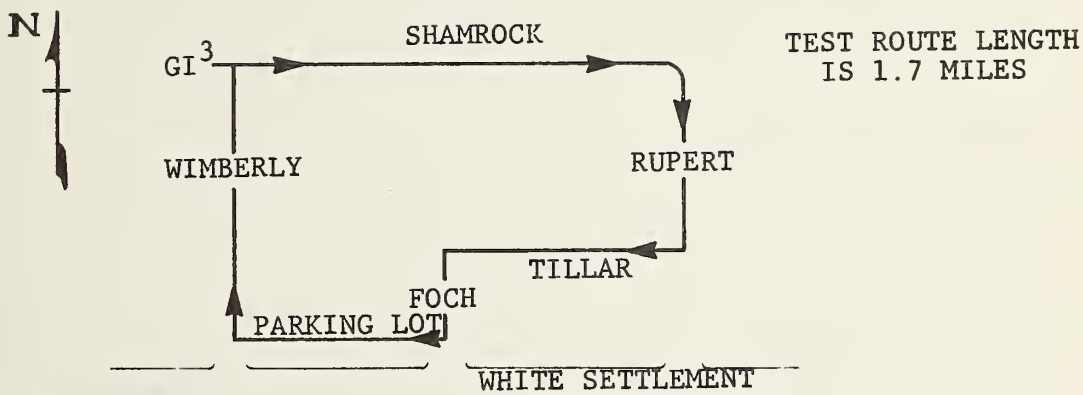 N
SHAMROCK
TEST ROUTE LENGTH
IS 1.7 MILES
GI³
WIMBERLY
RUPERT
TILLAR
FOCH
PARKING LOT
WHITE SETTLEMENT